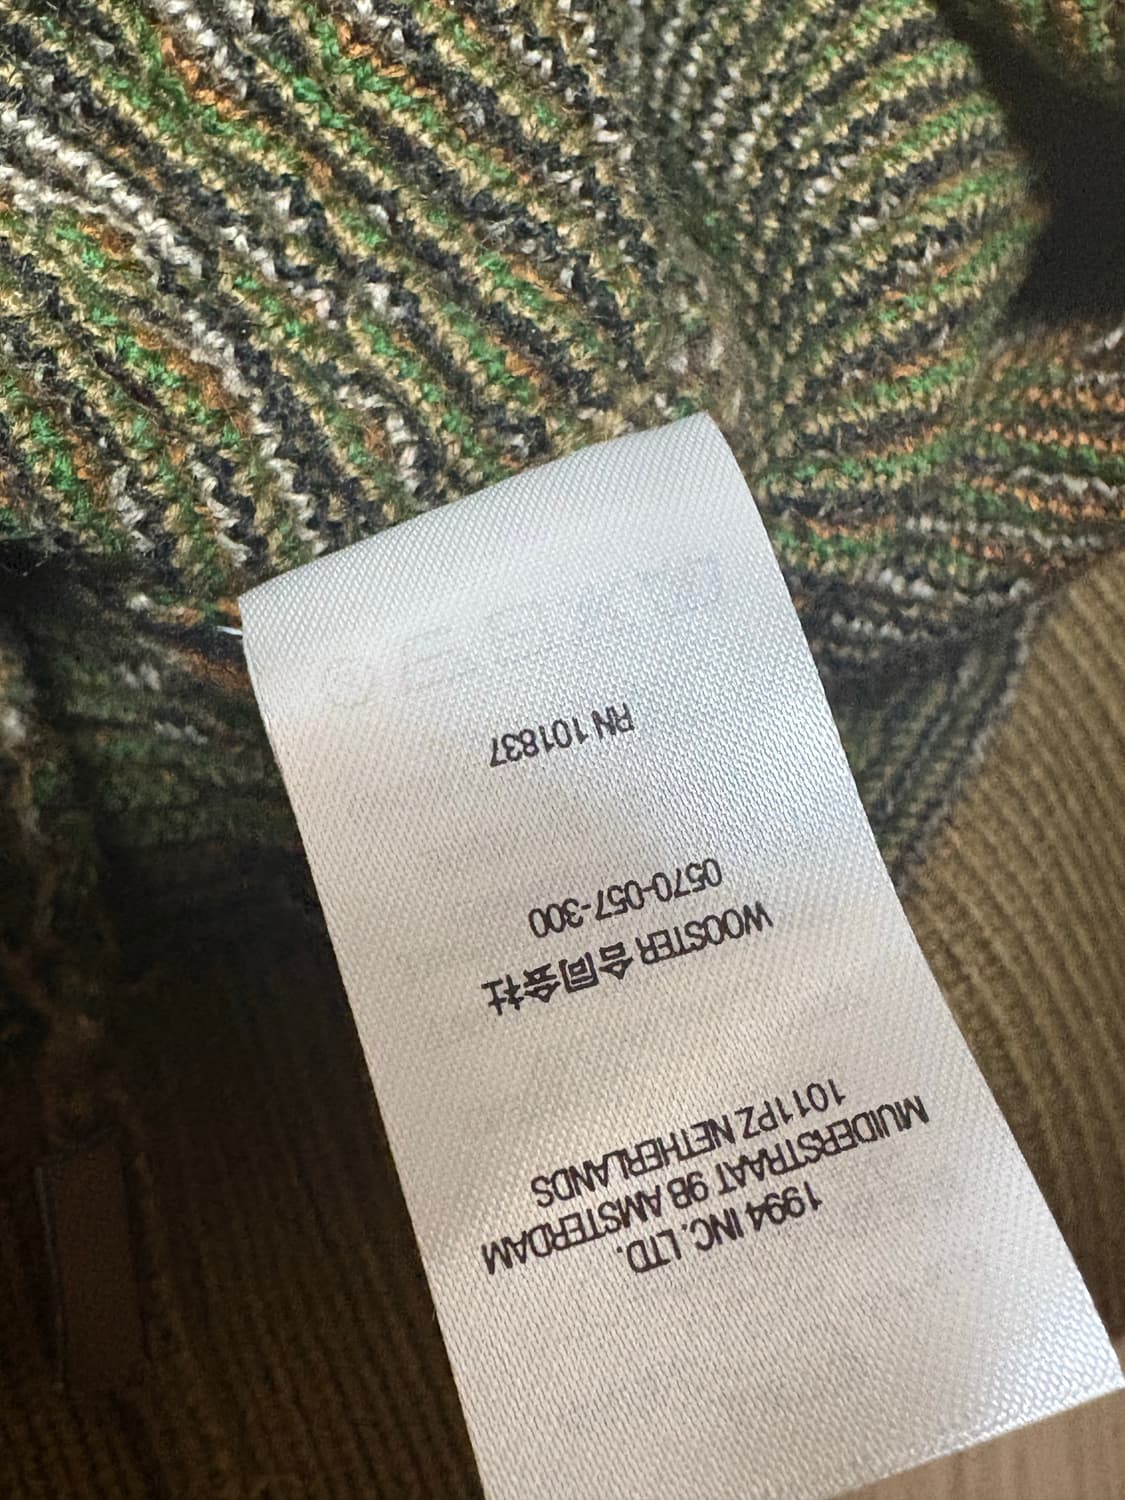 1994 INC. LTD.
MUIDERSTRAAT 9B AMSTERDAM
1011PZ NETHERLANDS
WOOSTER 合同会社
0570-057-300
RN 101837